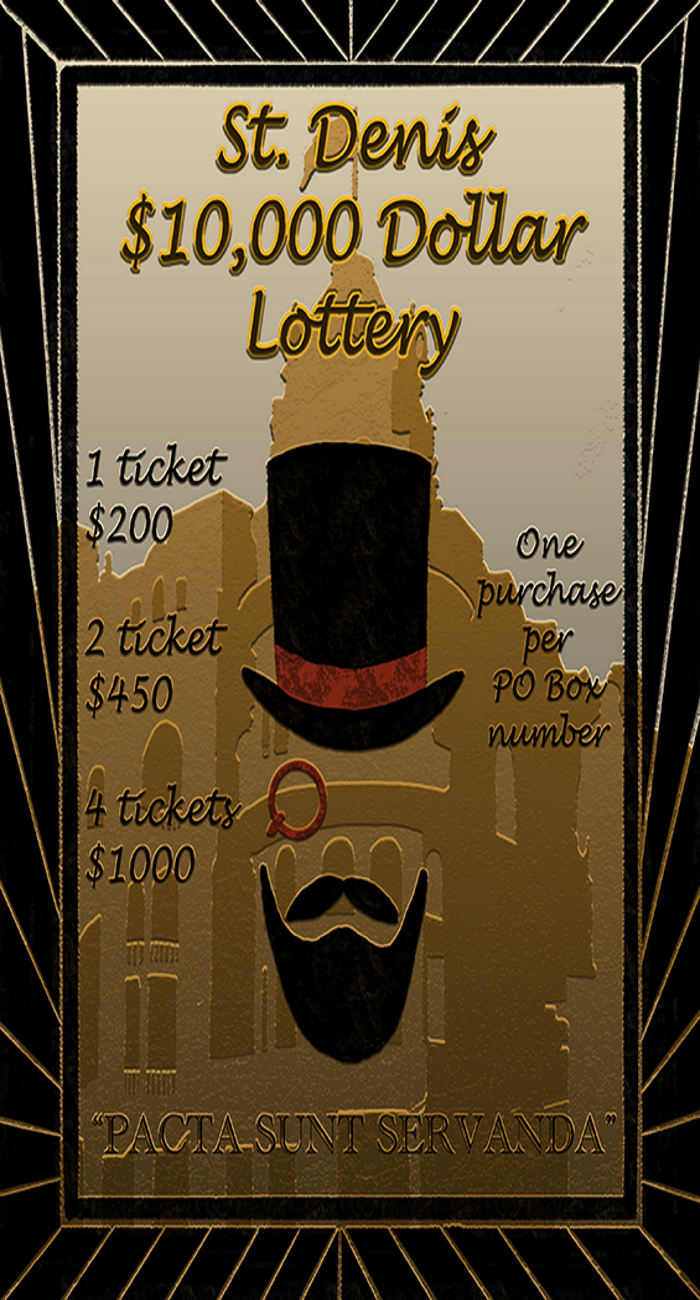 St. Denis
$10,000 Dollar
Lottery
1 ticket
$200
2 ticket
$450
4 tickets
$1000
One
purchase
per
PO Box
number
“PACTA SUNT SERVANDA”